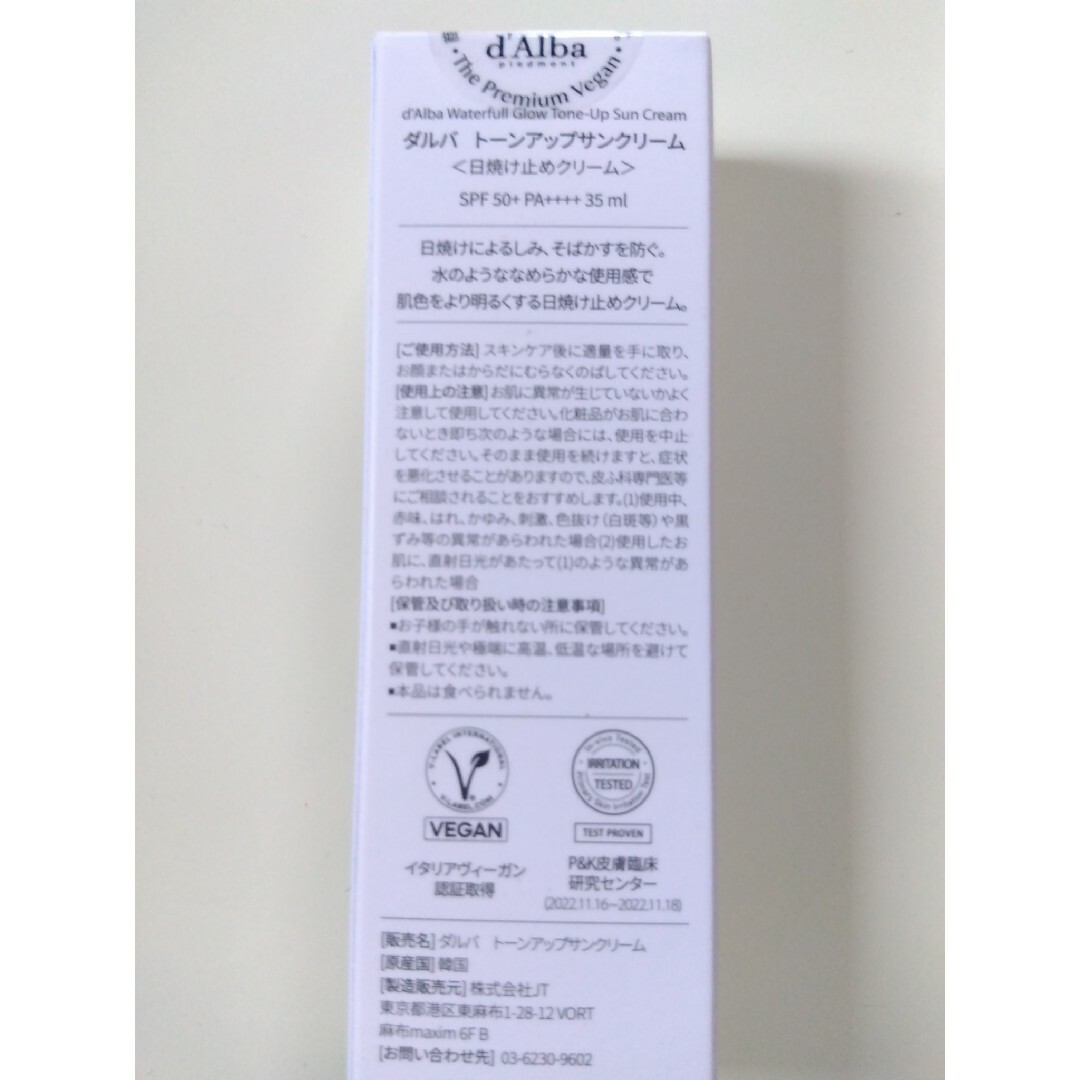 d'Alba
piedmont
• The Premium Vegan •
d'Alba Waterfull Glow Tone-Up Sun Cream
ダルバ トーンアップサンクリーム
＜日焼け止めクリーム＞
SPF 50+ PA++++ 35 ml
日焼けによるしみ、そばかすを防ぐ。
水のようななめらかな使用感で
肌色をより明るくする日焼け止めクリーム。
[ご使用方法] スキンケア後に適量を手に取り、
お顔またはからだにむらなくのばしてください。
[使用上の注意] お肌に異常が生じていないかよく
注意して使用してください。化粧品がお肌に合わ
ないとき即ち次のような場合には、使用を中止
してください。そのまま使用を続けますと、症状
を悪化させることがありますので、皮ふ科専門医等
にご相談されることをおすすめします。(1)使用中、
赤味、はれ、かゆみ、刺激、色抜け（白斑等）や黒
ずみ等の異常があらわれた場合(2)使用したお
肌に、直射日光があたって(1)のような異常があ
らわれた場合
[保管及び取り扱い時の注意事項]
■お子様の手が触れない所に保管してください。
■直射日光や極端に高温、低温な場所を避けて
保管してください。
■本品は食べられません。
V-LABEL INTERNATIONAL
• V-LABEL.COM •
VEGAN
イタリアヴィーガン
認証取得
In-vivo Tested
IRRITATION
TESTED
Primary Skin Irritation Test
TEST PROVEN
P&K皮膚臨床
研究センター
(2022.11.16~2022.11.18)
[販売名] ダルバ トーンアップサンクリーム
[原産国] 韓国
[製造販売元] 株式会社JT
東京都港区東麻布1-28-12 VORT
麻布maxim 6F B
[お問い合わせ先] 03-6230-9602